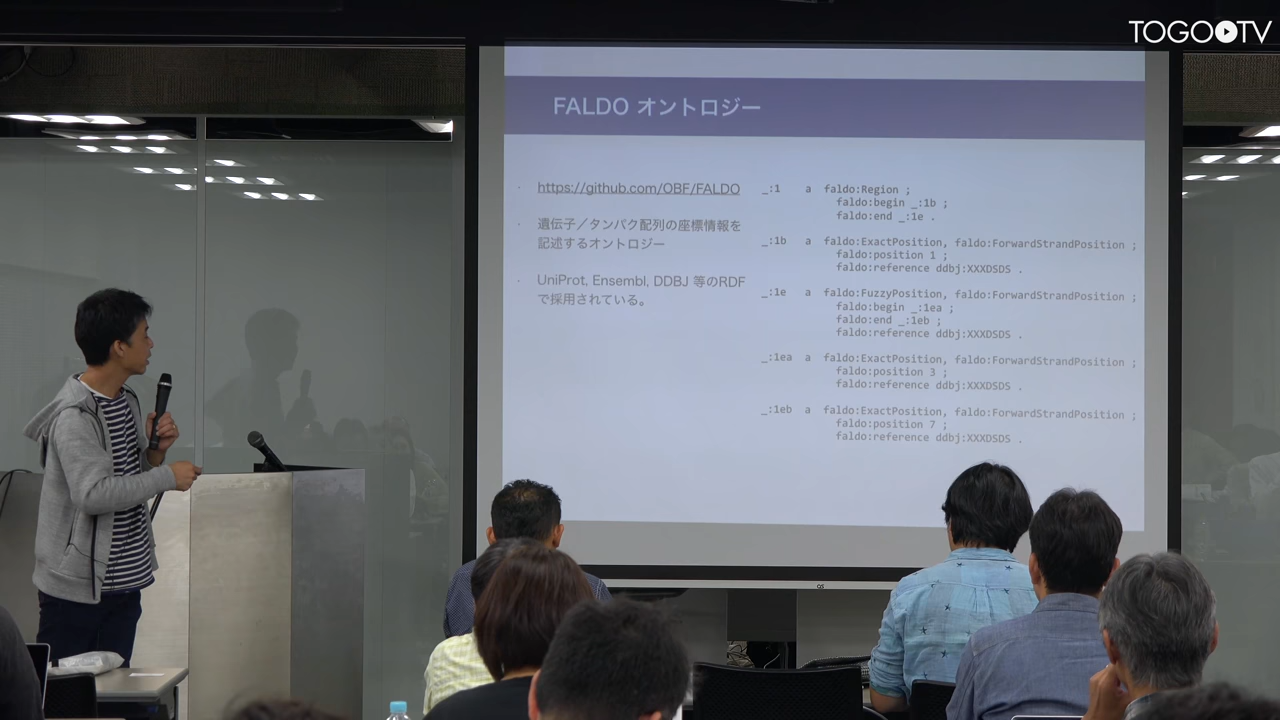 TOGO TV
FALDO オントロジー
https://github.com/OBF/FALDO
遺伝子／タンパク配列の座標情報を
記述するオントロジー
UniProt, Ensembl, DDBJ 等のRDF
で採用されている。
_:1 a faldo:Region ;
faldo:begin _:1b ;
faldo:end _:1e .
_:1b a faldo:ExactPosition, faldo:ForwardStrandPosition ;
faldo:position 1 ;
faldo:reference ddbj:XXXDSDS .
_:1e a faldo:FuzzyPosition, faldo:ForwardStrandPosition ;
faldo:begin _:1ea ;
faldo:end _:1eb ;
faldo:reference ddbj:XXXDSDS .
_:1ea a faldo:ExactPosition, faldo:ForwardStrandPosition ;
faldo:position 3 ;
faldo:reference ddbj:XXXDSDS .
_:1eb a faldo:ExactPosition, faldo:ForwardStrandPosition ;
faldo:position 7 ;
faldo:reference ddbj:XXXDSDS .